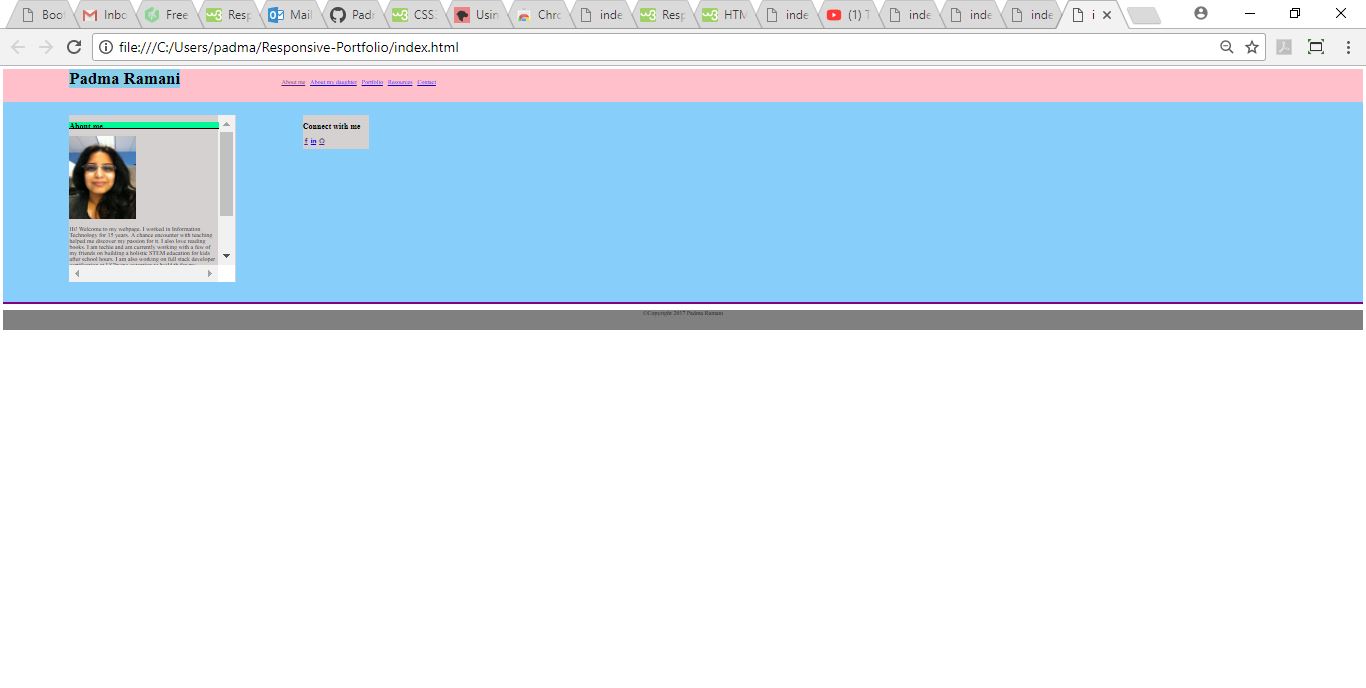 Boo
Inbo
Free
Resp
Mail
Padr
CSS
Usin
Chro
inde
Resp
HTM
inde
(1) T
inde
inde
inde
i
file:///C:/Users/padma/Responsive-Portfolio/index.html
Padma Ramani
About me About my daughter Portfolio Resources Contact
About me
Hi! Welcome to my webpage. I worked in Information
Technology for 15 years. A chance encounter with teaching
helped me discover my passion for it. I also love reading
books. I am techie and am currently working with a few of
my friends on building a holistic STEM education for kids
after school hours. I am also working on full stack developer
Connect with me
f in
©Copyright 2017 Padma Ramani